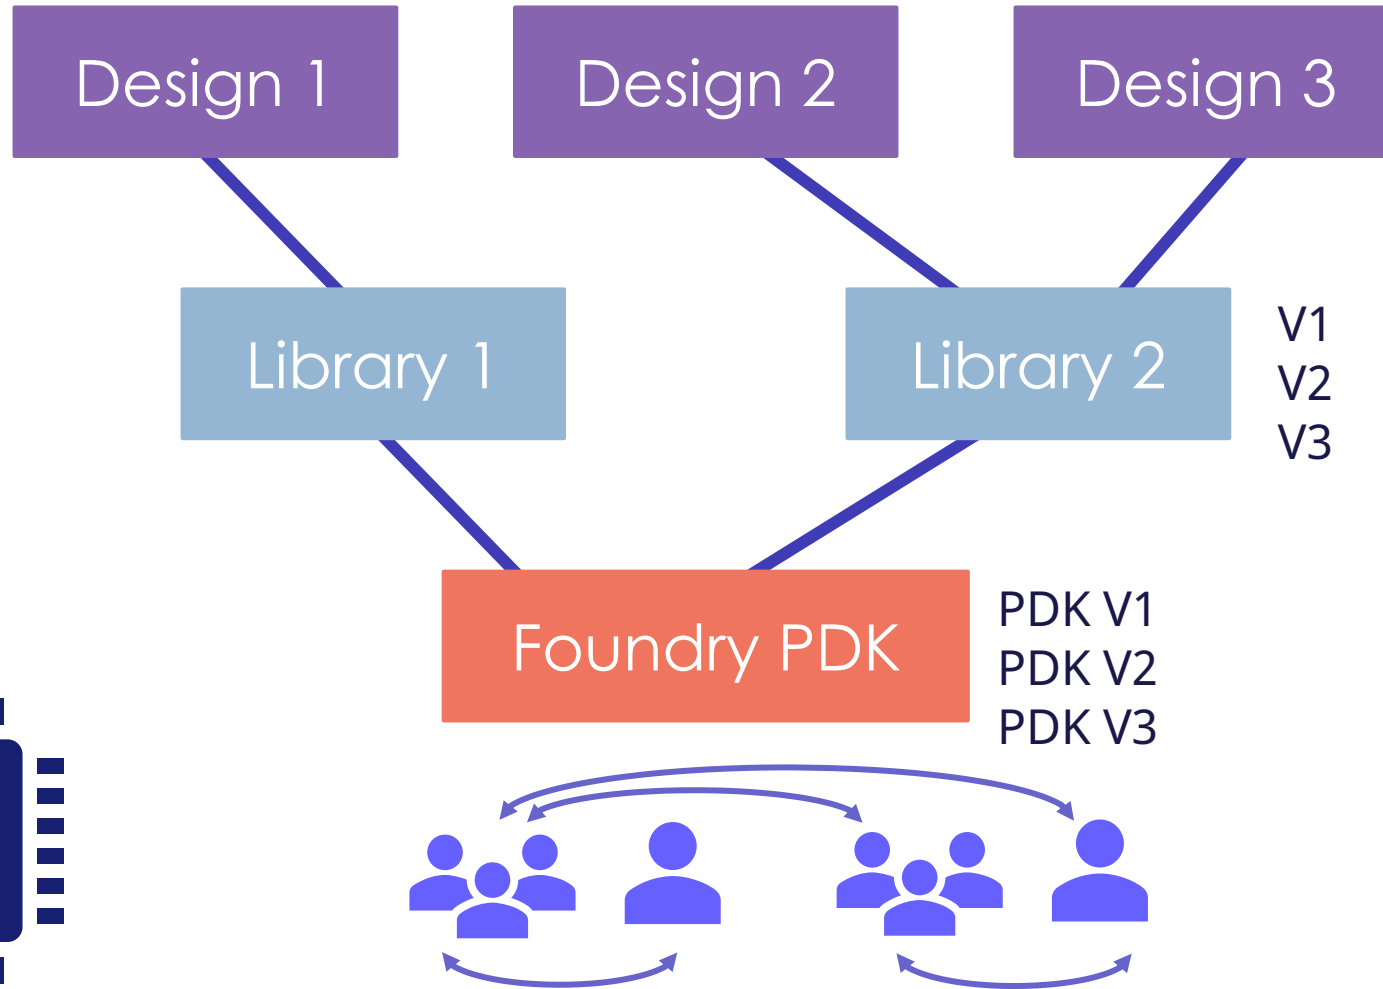 Design 1
Design 2
Design 3
Library 1
Library 2
V1
V2
V3
Foundry PDK
PDK V1
PDK V2
PDK V3